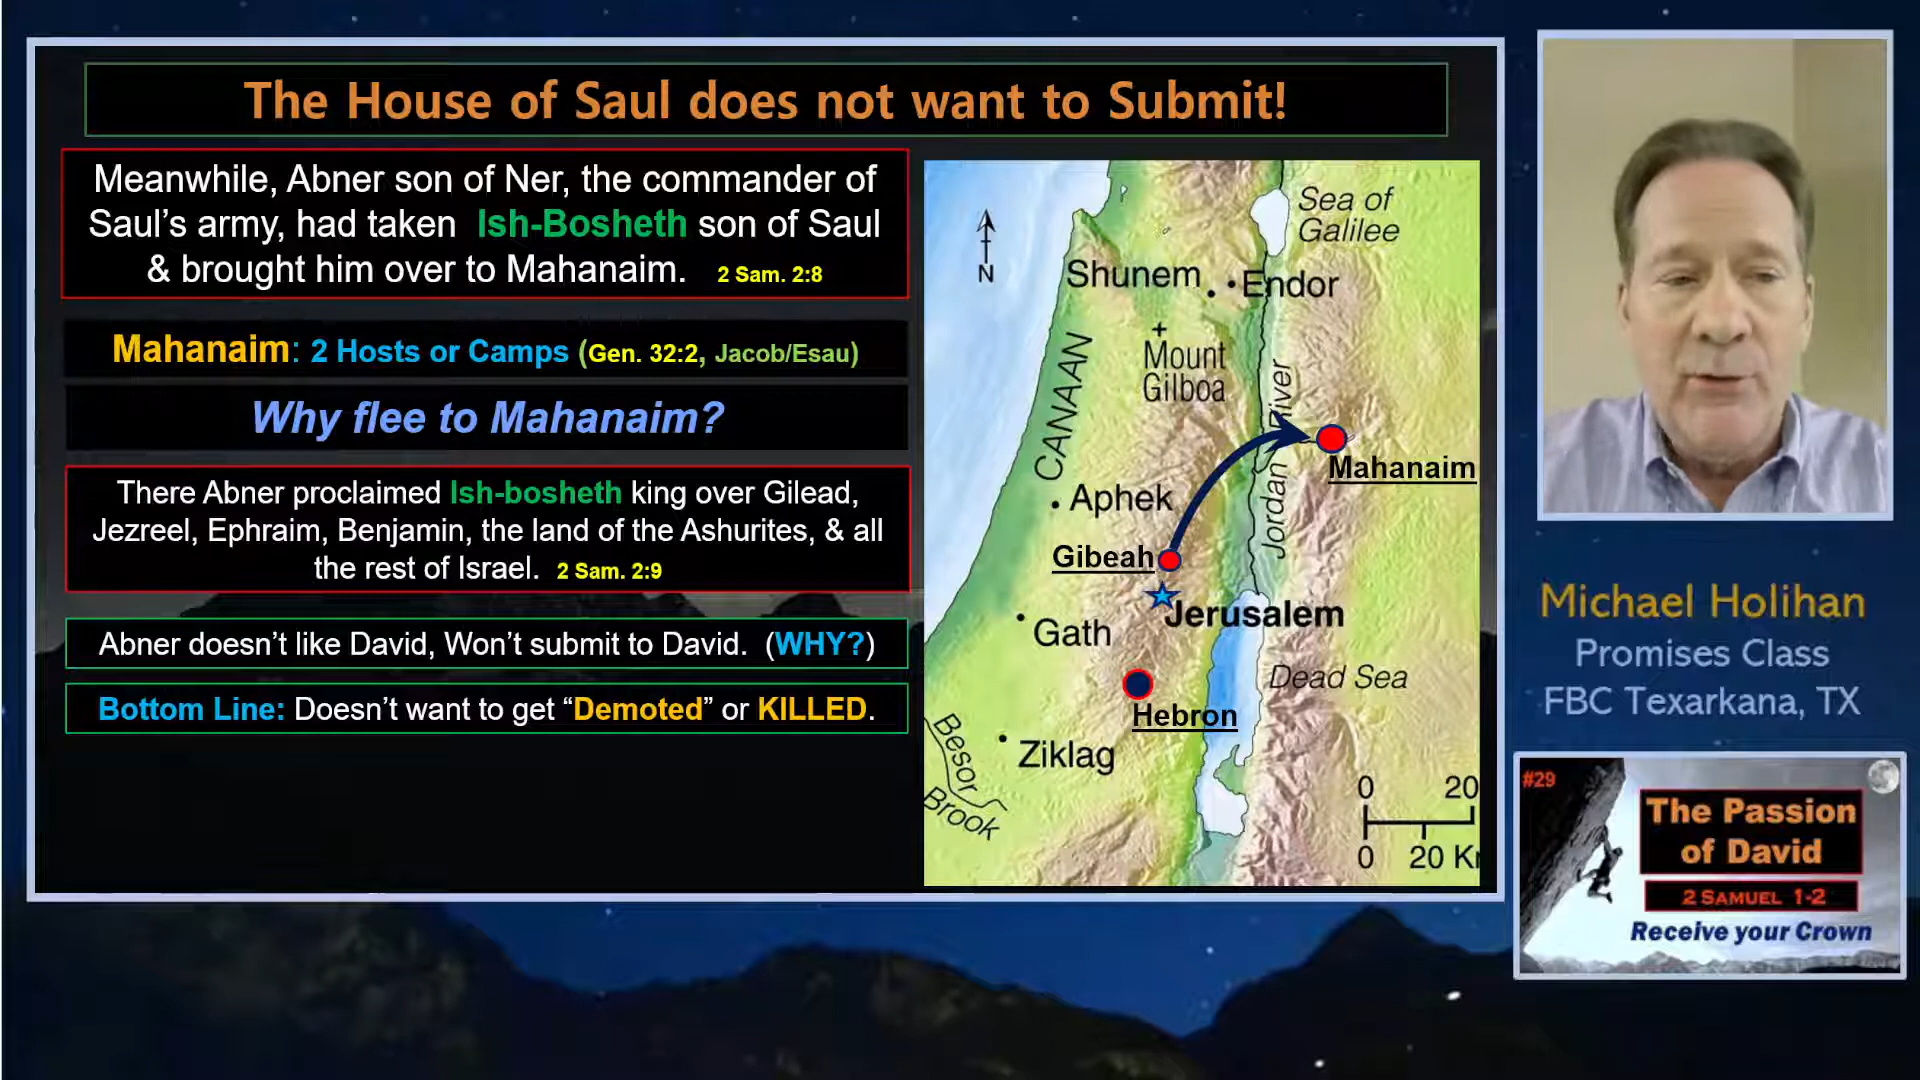 The House of Saul does not want to Submit!
Meanwhile, Abner son of Ner, the commander of
Saul's army, had taken Ish-Bosheth son of Saul
& brought him over to Mahanaim. 2 Sam. 2:8
Mahanaim: 2 Hosts or Camps (Gen. 32:2, Jacob/Esau)
Why flee to Mahanaim?
There Abner proclaimed Ish-bosheth king over Gilead,
Jezreel, Ephraim, Benjamin, the land of the Ashurites, & all
the rest of Israel. 2 Sam. 2:9
Abner doesn't like David, Won't submit to David. (WHY?)
Bottom Line: Doesn't want to get “Demoted” or KILLED.
Sea of
Galilee
N
Shunem
Endor
Mount
Gilboa
CANAAN
Jordan River
Mahanaim
Aphek
Gibeah
Jerusalem
Gath
Dead Sea
Hebron
Ziklag
Besor
Brook
0 20
0 20 K
Michael Holihan
Promises Class
FBC Texarkana, TX
#29
The Passion
of David
2 SAMUEL 1-2
Receive your Crown